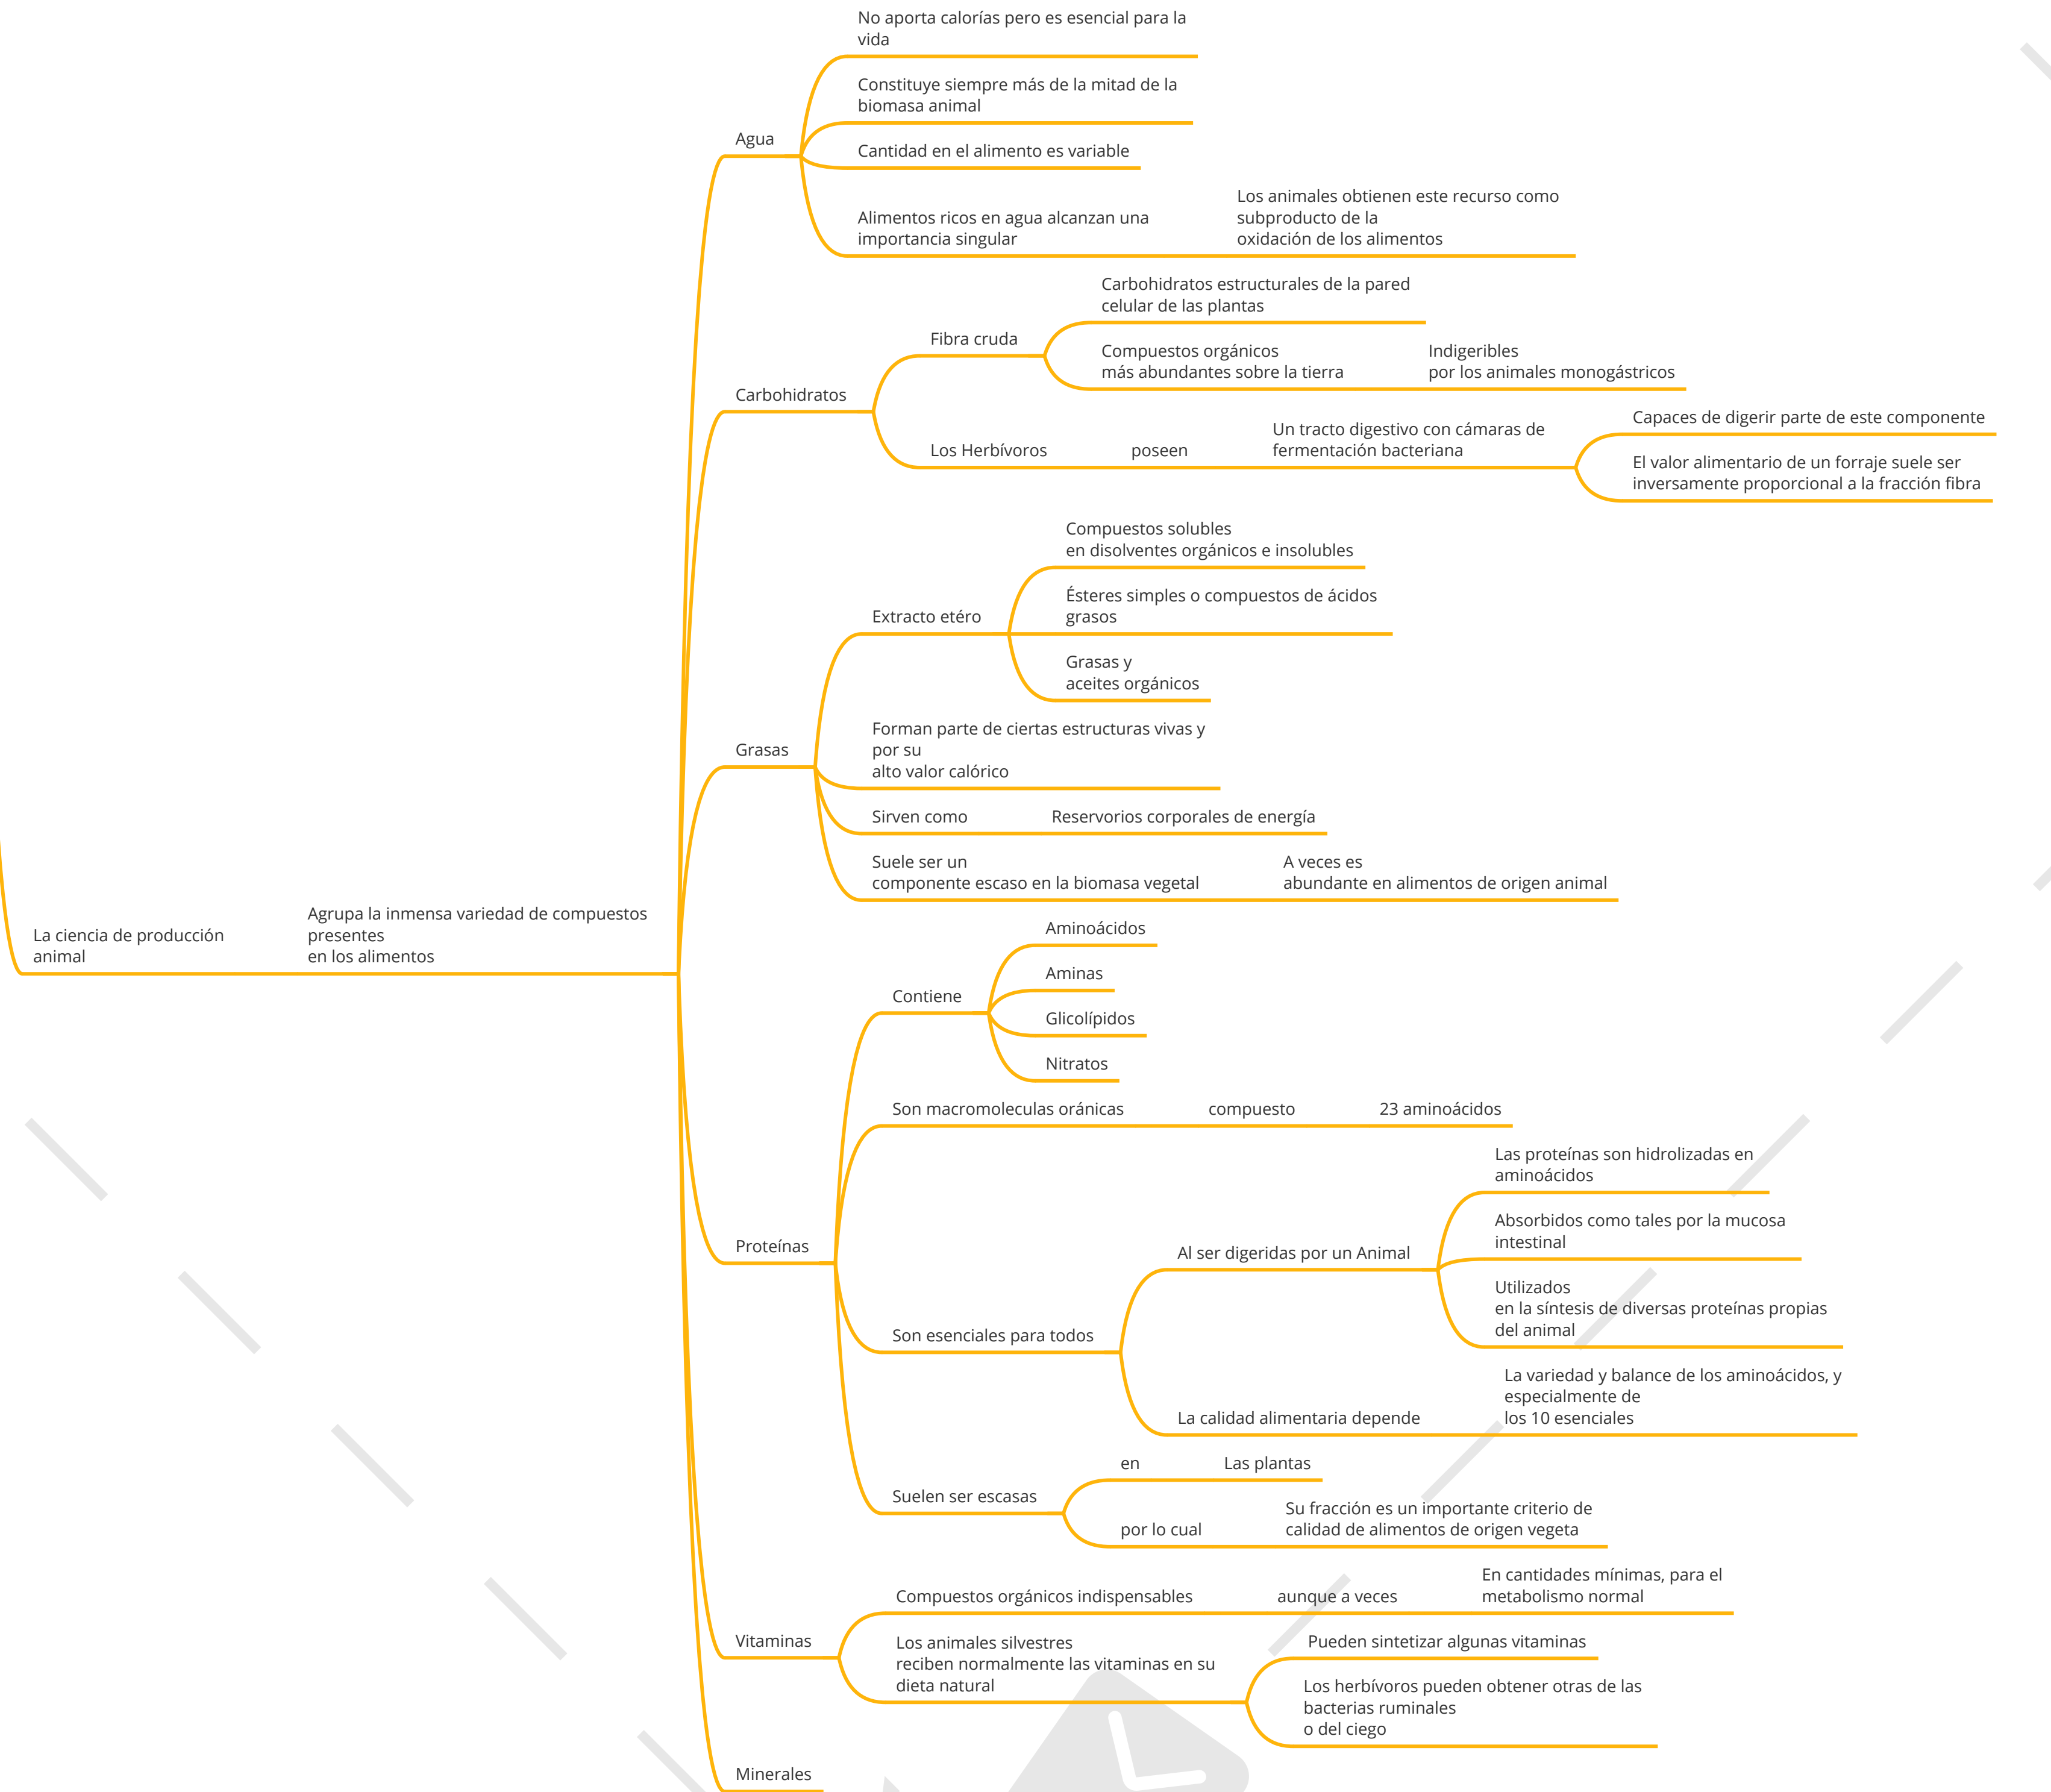 No aporta calorías pero es esencial para la
vida
Constituye siempre más de la mitad de la
biomasa animal
Agua
Cantidad en el alimento es variable
Alimentos ricos en agua alcanzan una
importancia singular
Los animales obtienen este recurso como
subproducto de la
oxidación de los alimentos
Carbohidratos
Fibra cruda
Carbohidratos estructurales de la pared
celular de las plantas
Compuestos orgánicos
más abundantes sobre la tierra
Indigeribles
por los animales monogástricos
Los Herbívoros
poseen
Un tracto digestivo con cámaras de
fermentación bacteriana
Capaces de digerir parte de este componente
El valor alimentario de un forraje suele ser
inversamente proporcional a la fracción fibra
Grasas
Extracto etéro
Compuestos solubles
en disolventes orgánicos e insolubles
Ésteres simples o compuestos de ácidos
grasos
Grasas y
aceites orgánicos
Forman parte de ciertas estructuras vivas y
por su
alto valor calórico
Sirven como
Reservorios corporales de energía
Suele ser un
componente escaso en la biomasa vegetal
A veces es
abundante en alimentos de origen animal
La ciencia de producción
animal
Agrupa la inmensa variedad de compuestos
presentes
en los alimentos
Proteínas
Contiene
Aminoácidos
Aminas
Glicolípidos
Nitratos
Son macromoleculas oránicas
compuesto
23 aminoácidos
Son esenciales para todos
Al ser digeridas por un Animal
Las proteínas son hidrolizadas en
aminoácidos
Absorbidos como tales por la mucosa
intestinal
Utilizados
en la síntesis de diversas proteínas propias
del animal
La calidad alimentaria depende
La variedad y balance de los aminoácidos, y
especialmente de
los 10 esenciales
Suelen ser escasas
en
Las plantas
por lo cual
Su fracción es un importante criterio de
calidad de alimentos de origen vegeta
Vitaminas
Compuestos orgánicos indispensables
aunque a veces
En cantidades mínimas, para el
metabolismo normal
Los animales silvestres
reciben normalmente las vitaminas en su
dieta natural
Pueden sintetizar algunas vitaminas
Los herbívoros pueden obtener otras de las
bacterias ruminales
o del ciego
Minerales